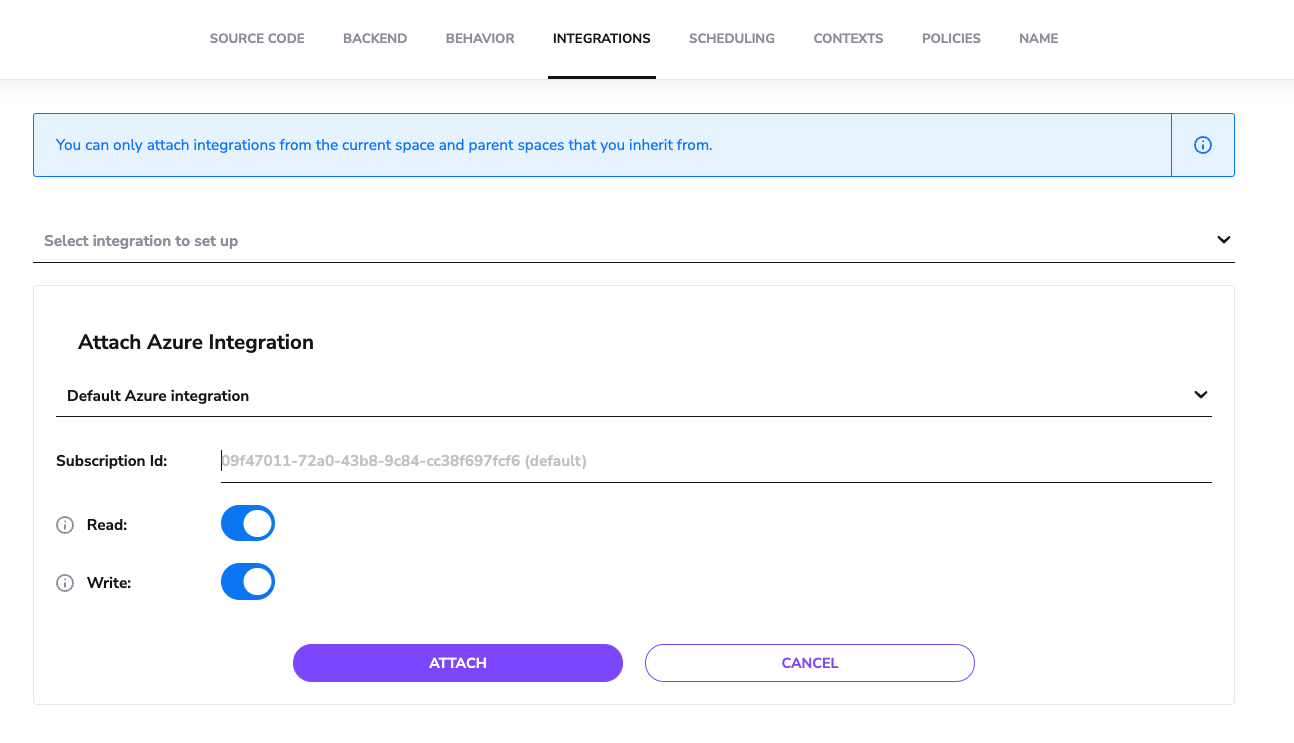 SOURCE CODE BACKEND BEHAVIOR INTEGRATIONS SCHEDULING CONTEXTS POLICIES NAME
You can only attach integrations from the current space and parent spaces that you inherit from.
Select integration to set up
Attach Azure Integration
Default Azure integration
Subscription Id: 09f47011-72a0-43b8-9c84-cc38f697fcf6 (default)
Read:
Write:
ATTACH CANCEL